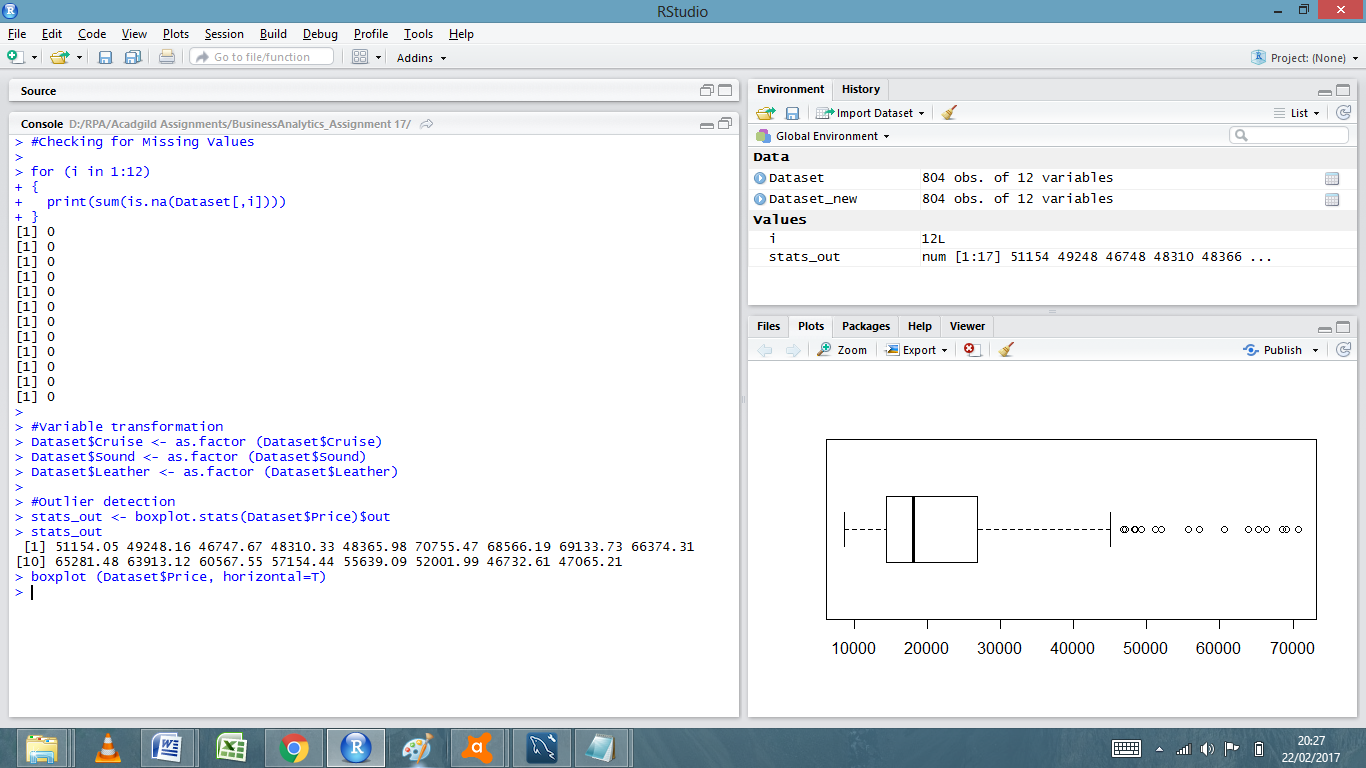 RStudio
File Edit Code View Plots Session Build Debug Profile Tools Help
Go to file/function Addins Project: (None)
Source
Console D:/RPA/Acadgild Assignments/BusinessAnalytics_Assignment 17/
> #Checking for Missing Values
>
> for (i in 1:12)
+ {
+   print(sum(is.na(Dataset[,i])))
+ }
[1] 0
[1] 0
[1] 0
[1] 0
[1] 0
[1] 0
[1] 0
[1] 0
[1] 0
[1] 0
[1] 0
[1] 0
>
> #Variable transformation
> Dataset$Cruise <- as.factor (Dataset$Cruise)
> Dataset$Sound <- as.factor (Dataset$Sound)
> Dataset$Leather <- as.factor (Dataset$Leather)
>
> #Outlier detection
> stats_out <- boxplot.stats(Dataset$Price)$out
> stats_out
 [1] 51154.05 49248.16 46747.67 48310.33 48365.98 70755.47 68566.19 69133.73 66374.31
[10] 65281.48 63913.12 60567.55 57154.44 55639.09 52001.99 46732.61 47065.21
> boxplot (Dataset$Price, horizontal=T)
>
Environment History
Import Dataset List
Global Environment
Data
Dataset 804 obs. of 12 variables
Dataset_new 804 obs. of 12 variables
Values
i 12L
stats_out num [1:17] 51154 49248 46748 48310 48366 ...
Files Plots Packages Help Viewer
Zoom Export Publish
10000 20000 30000 40000 50000 60000 70000
20:27
22/02/2017